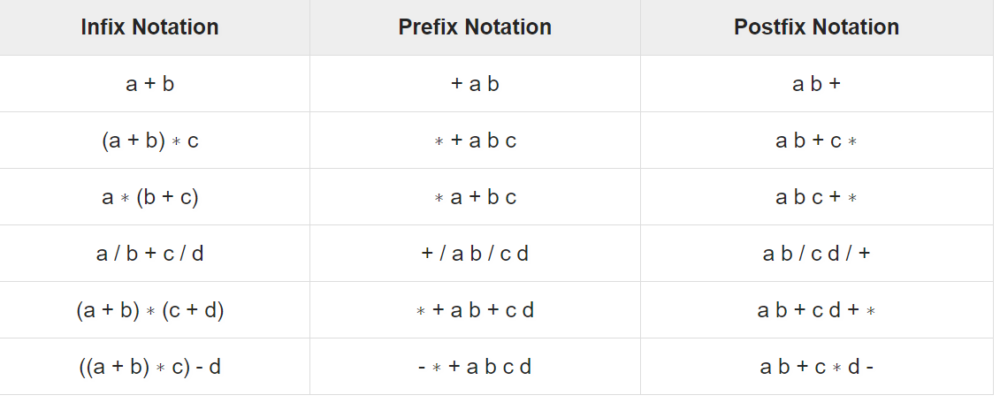 Infix Notation Prefix Notation Postfix Notation
a + b + a b a b +
(a + b) * c * + a b c a b + c *
a * (b + c) * a + b c a b c + *
a / b + c / d + / a b / c d a b / c d / +
(a + b) * (c + d) * + a b + c d a b + c d + *
((a + b) * c) - d - * + a b c d a b + c * d -